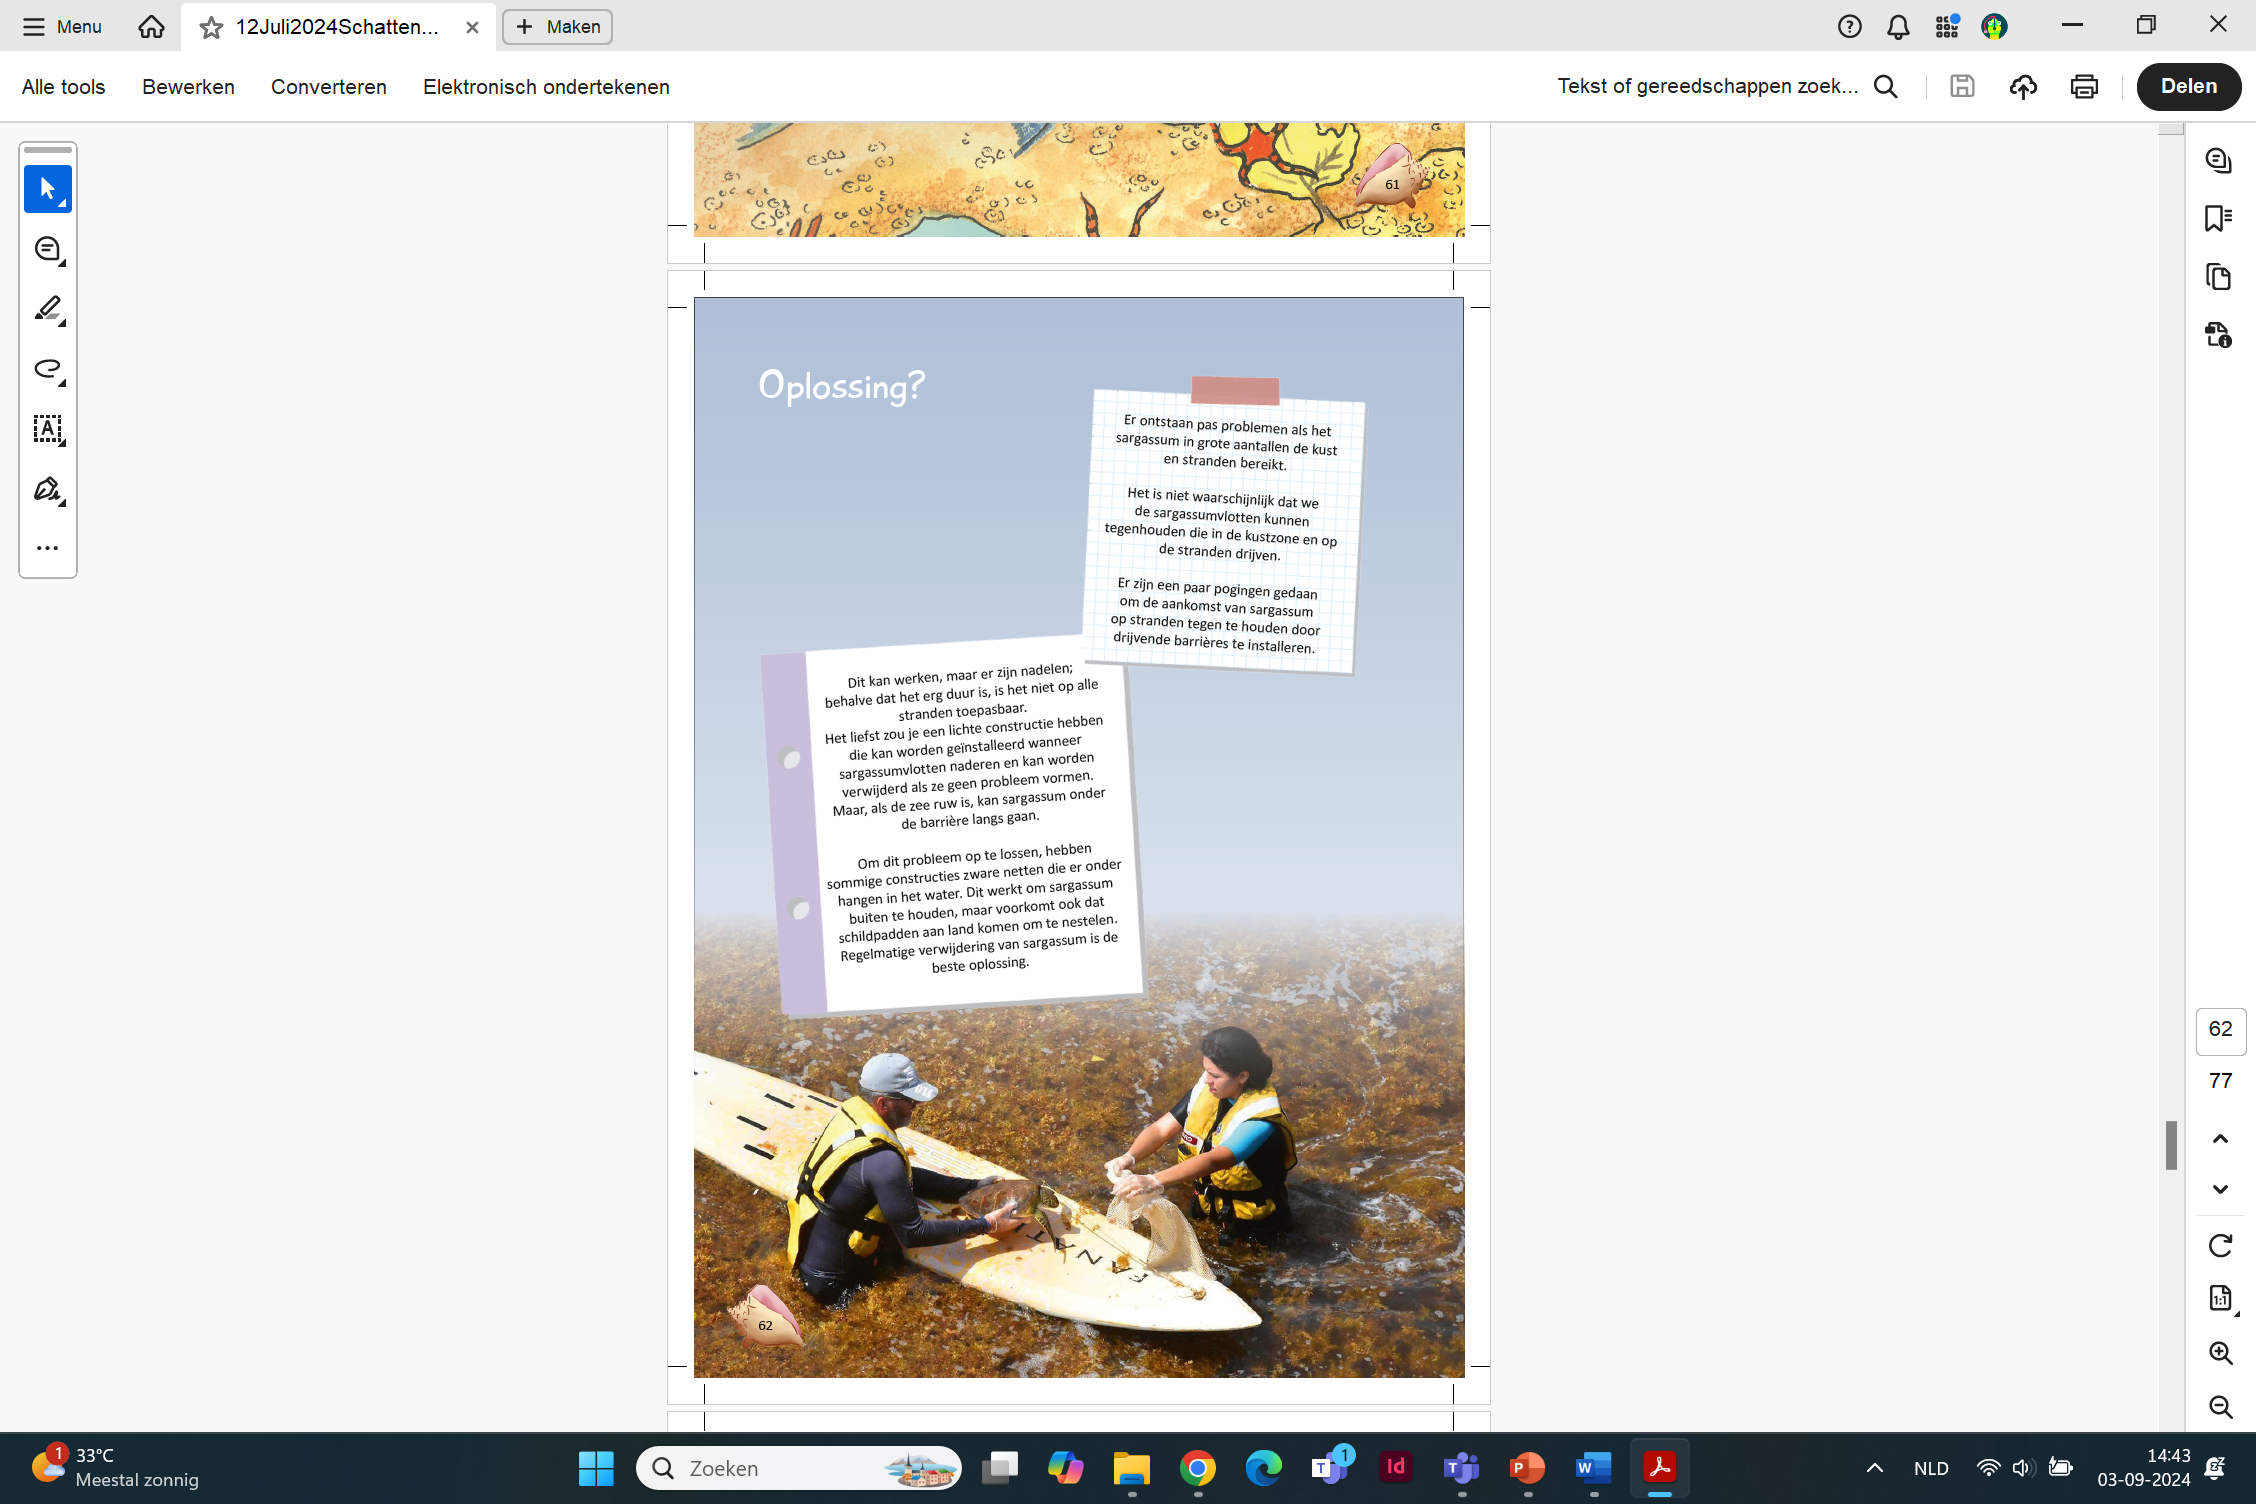 Menu
12Juli2024Schatten...
Maken
Alle tools
Bewerken
Converteren
Elektronisch ondertekenen
Tekst of gereedschappen zoek...
Delen
61
Oplossing?
Er ontstaan pas problemen als het
sargassum in grote aantallen de kust
en stranden bereikt.
Het is niet waarschijnlijk dat we
de sargassumvlotten kunnen
tegenhouden die in de kustzone en op
de stranden drijven.
Er zijn een paar pogingen gedaan
om de aankomst van sargassum
op stranden tegen te houden door
drijvende barrières te installeren.
Dit kan werken, maar er zijn nadelen;
behalve dat het erg duur is, is het niet op alle
stranden toepasbaar.
Het liefst zou je een lichte constructie hebben
die kan worden geïnstalleerd wanneer
sargassumvlotten naderen en kan worden
verwijderd als ze geen probleem vormen.
Maar, als de zee ruw is, kan sargassum onder
de barrière langs gaan.
Om dit probleem op te lossen, hebben
sommige constructies zware netten die er onder
hangen in het water. Dit werkt om sargassum
buiten te houden, maar voorkomt ook dat
schildpadden aan land komen om te nestelen.
Regelmatige verwijdering van sargassum is de
beste oplossing.
FANAT
62
62
77
1:1
1
33°C
Meestal zonnig
Zoeken
1
NLD
14:43
03-09-2024